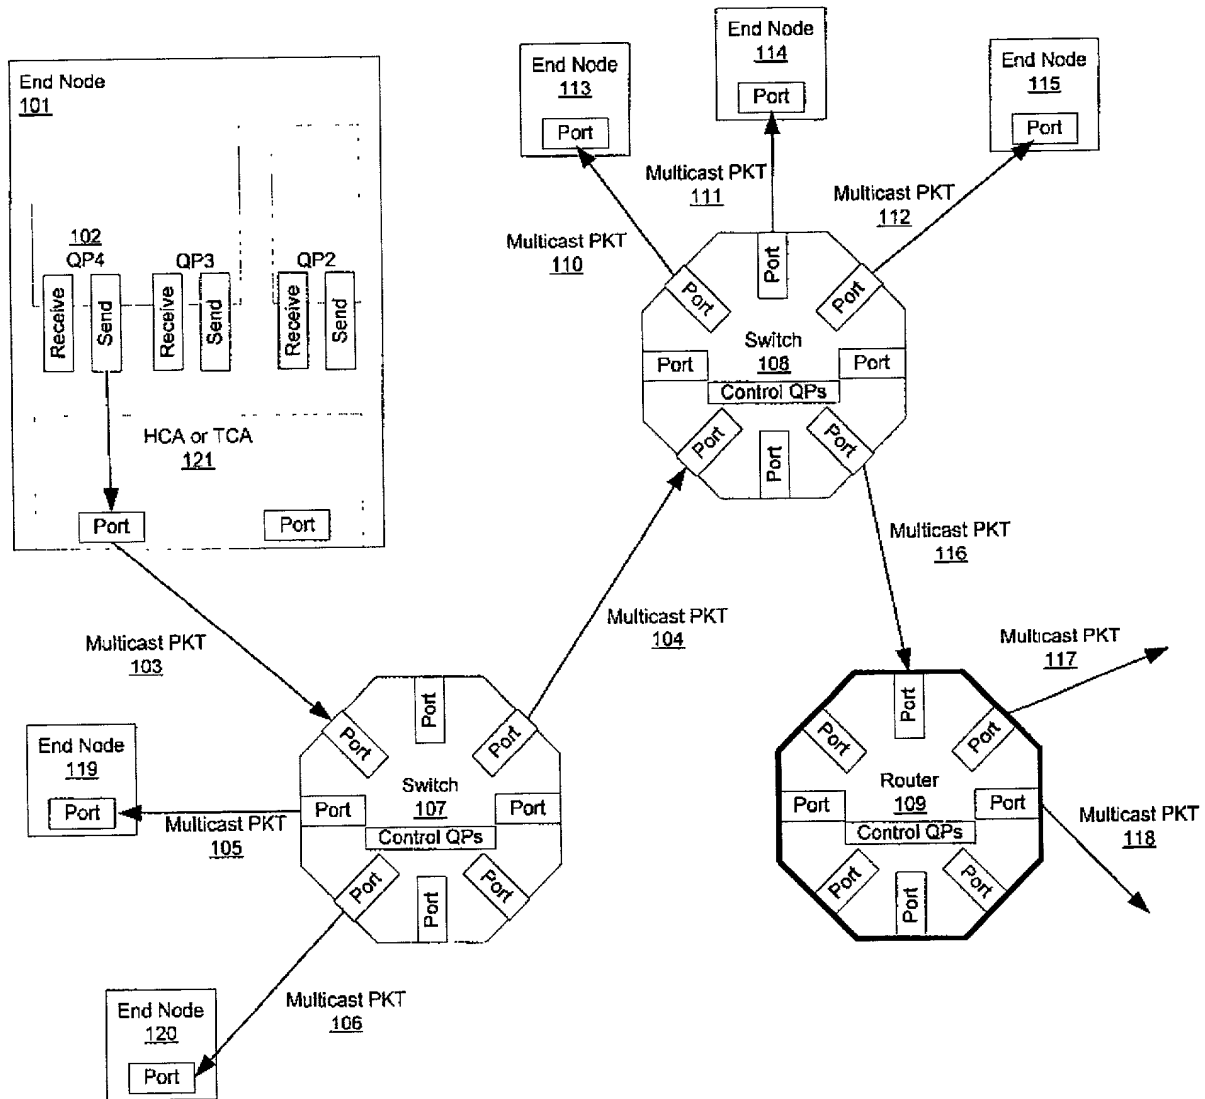 End Node
101
102
QP4
QP3
QP2
Receive
Send
Receive
Send
Receive
Send
HCA or TCA
121
Port
Port
End Node
113
Port
End Node
114
Port
End Node
115
Port
Multicast PKT
110
Multicast PKT
111
Multicast PKT
112
Port
Port
Port
Port
Switch
108
Port
Control QPs
Port
Port
Port
Multicast PKT
103
Multicast PKT
104
Multicast PKT
116
Multicast PKT
117
Multicast PKT
118
End Node
119
Port
Multicast PKT
105
Port
Port
Port
Port
Switch
107
Port
Control QPs
Port
Port
Port
Port
Port
Port
Port
Router
109
Port
Control QPs
Port
Port
Port
End Node
120
Port
Multicast PKT
106